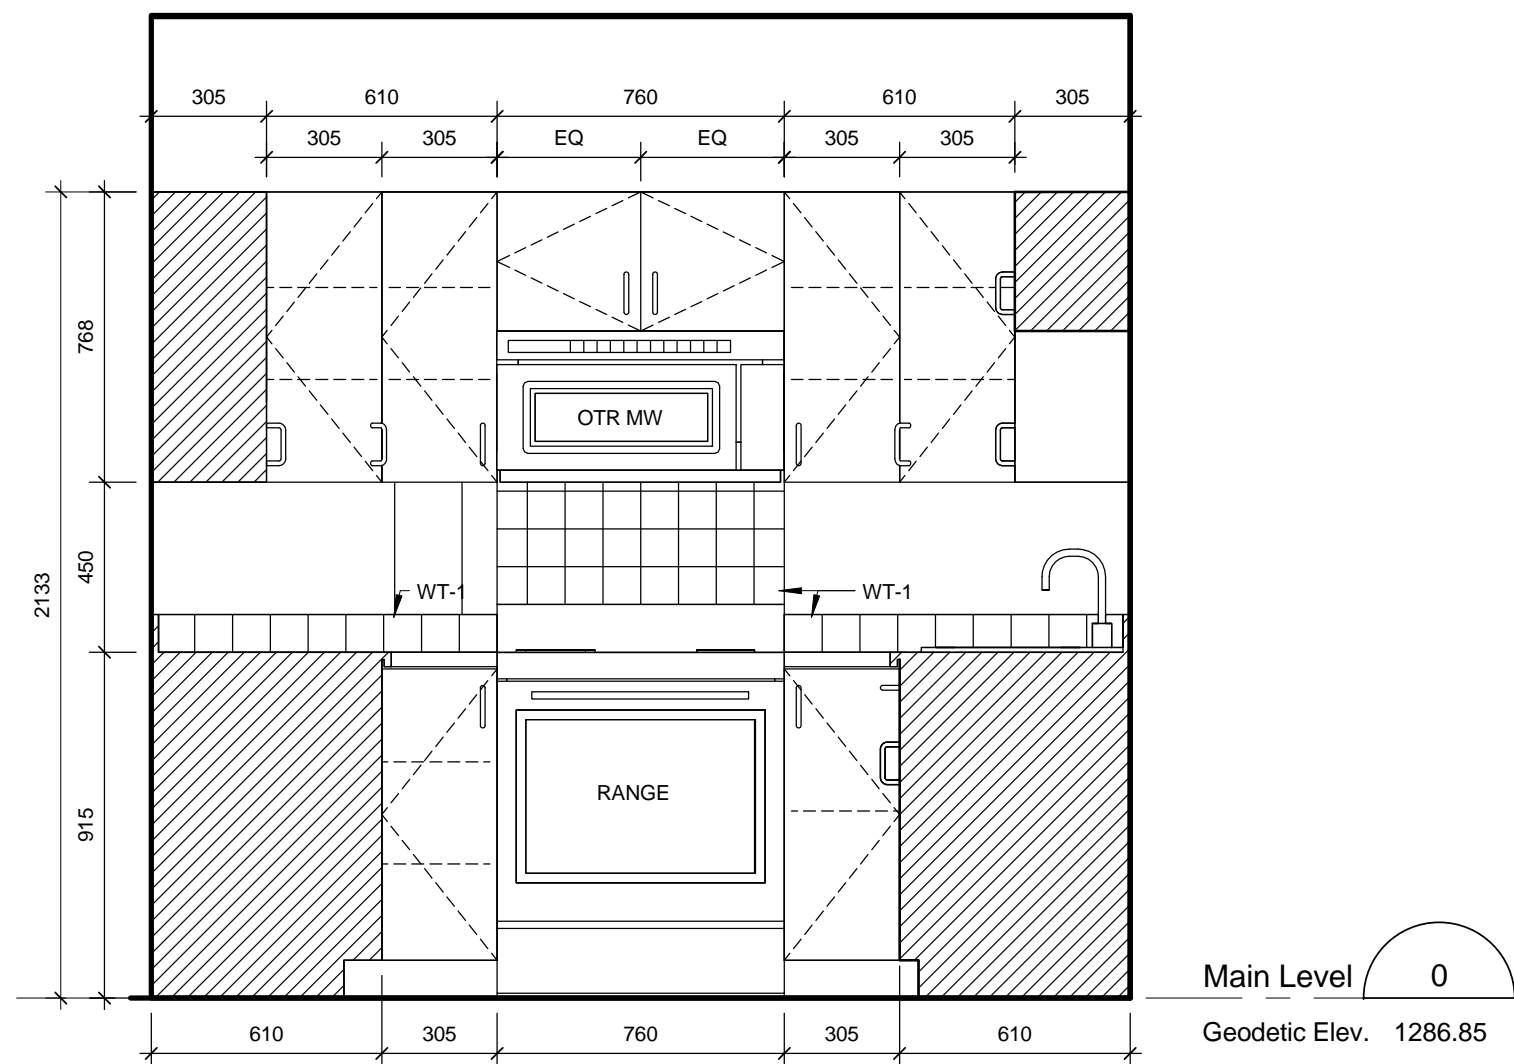 305 610 760 610 305
305 305 EQ EQ 305 305
768
OTR MW
450
2133
WT-1 WT-1
RANGE
915
Main Level 0
Geodetic Elev. 1286.85
610 305 760 305 610